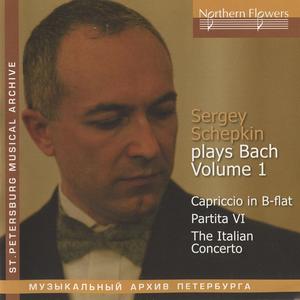 Northern Flowers
ST.PETERSBURG MUSICAL ARCHIVE
Sergey
Schepkin
plays Bach
Volume 1
Capriccio in B-flat
Partita VI
The Italian
Concerto
МУЗЫКАЛЬНЫЙ АРХИВ ПЕТЕРБУРГА